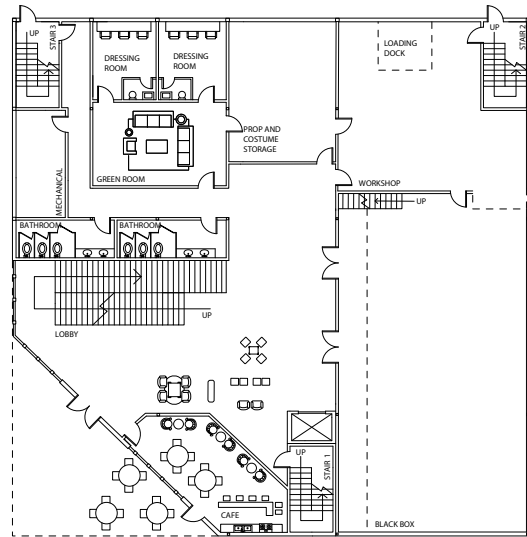 UP
STAIR 3
DRESSING
ROOM
DRESSING
ROOM
LOADING
DOCK
UP
STAIR 2
PROP AND
COSTUME
STORAGE
MECHANICAL
GREEN ROOM
WORKSHOP
UP
BATHROOM
BATHROOM
UP
LOBBY
UP
STAIR 1
CAFE
BLACK BOX